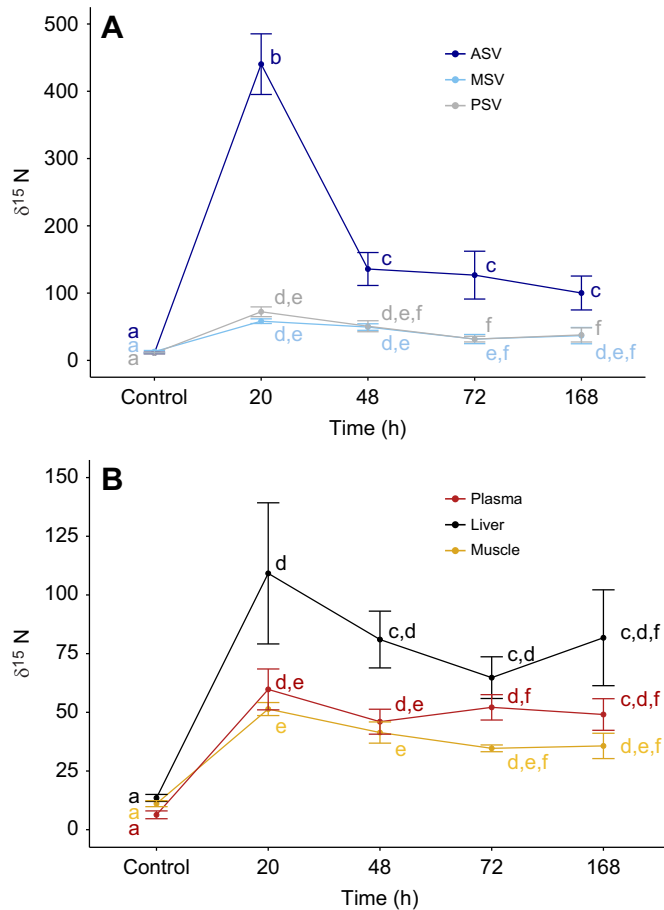 A
500
400
300
200
100
0
δ15 N
ASV
MSV
PSV
b
c
c
c
d,e
d,e,f
f
f
d,e
d,e
e,f
d,e,f
a
a
a
Control
20
48
72
168
Time (h)
B
150
125
100
75
50
25
0
δ15 N
Plasma
Liver
Muscle
d
c,d
c,d
c,d,f
d,e
d,e
d,f
c,d,f
e
e
d,e,f
d,e,f
a
a
a
Control
20
48
72
168
Time (h)